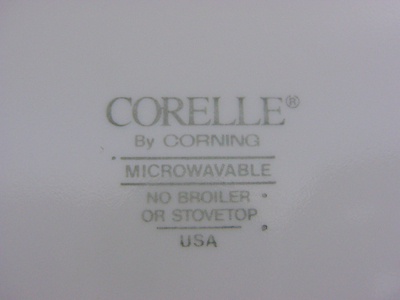 CORELLE®
By CORNING
MICROWAVABLE
NO BROILER
OR STOVETOP
USA